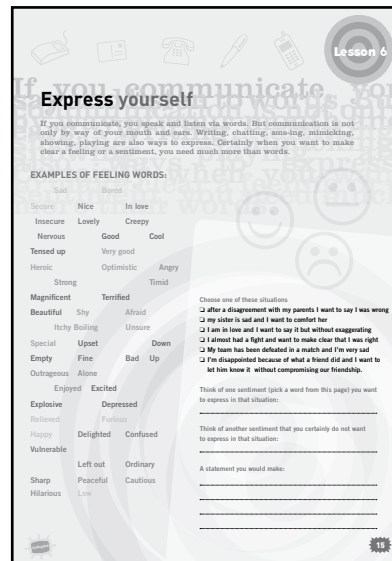 Lesson 6
Express yourself
If you communicate, you speak and listen via words. But communication is not
only by way of your mouth and ears. Writing, chatting, sms-ing, mimicking,
showing, playing are also ways to express. Certainly when you want to make
clear a feeling or a sentiment, you need much more than words.
EXAMPLES OF FEELING WORDS:
Sad Bored
Secure Nice In love
Insecure Lovely Creepy
Nervous Good Cool
Tensed up Very good
Heroic Optimistic Angry
Strong Timid
Magnificent Terrified
Beautiful Shy Afraid
Itchy Boiling Unsure
Special Upset Down
Empty Fine Bad Up
Outrageous Alone
Enjoyed Excited
Explosive Depressed
Relieved Furious
Happy Delighted Confused
Vulnerable
Left out Ordinary
Sharp Peaceful Cautious
Hilarious Low
Choose one of these situations
❑ after a disagreement with my parents I want to say I was wrong
❑ my sister is sad and I want to comfort her
❑ I am in love and I want to say it but without exaggerating
❑ I almost had a fight and want to make clear that I was right
❑ My team has been defeated in a match and I'm very sad
❑ I'm disappointed because of what a friend did and I want to
let him know it without compromising our friendship.
Think of one sentiment (pick a word from this page) you want
to express in that situation:
Think of another sentiment that you certainly do not want
to express in that situation:
A statement you would make:
15